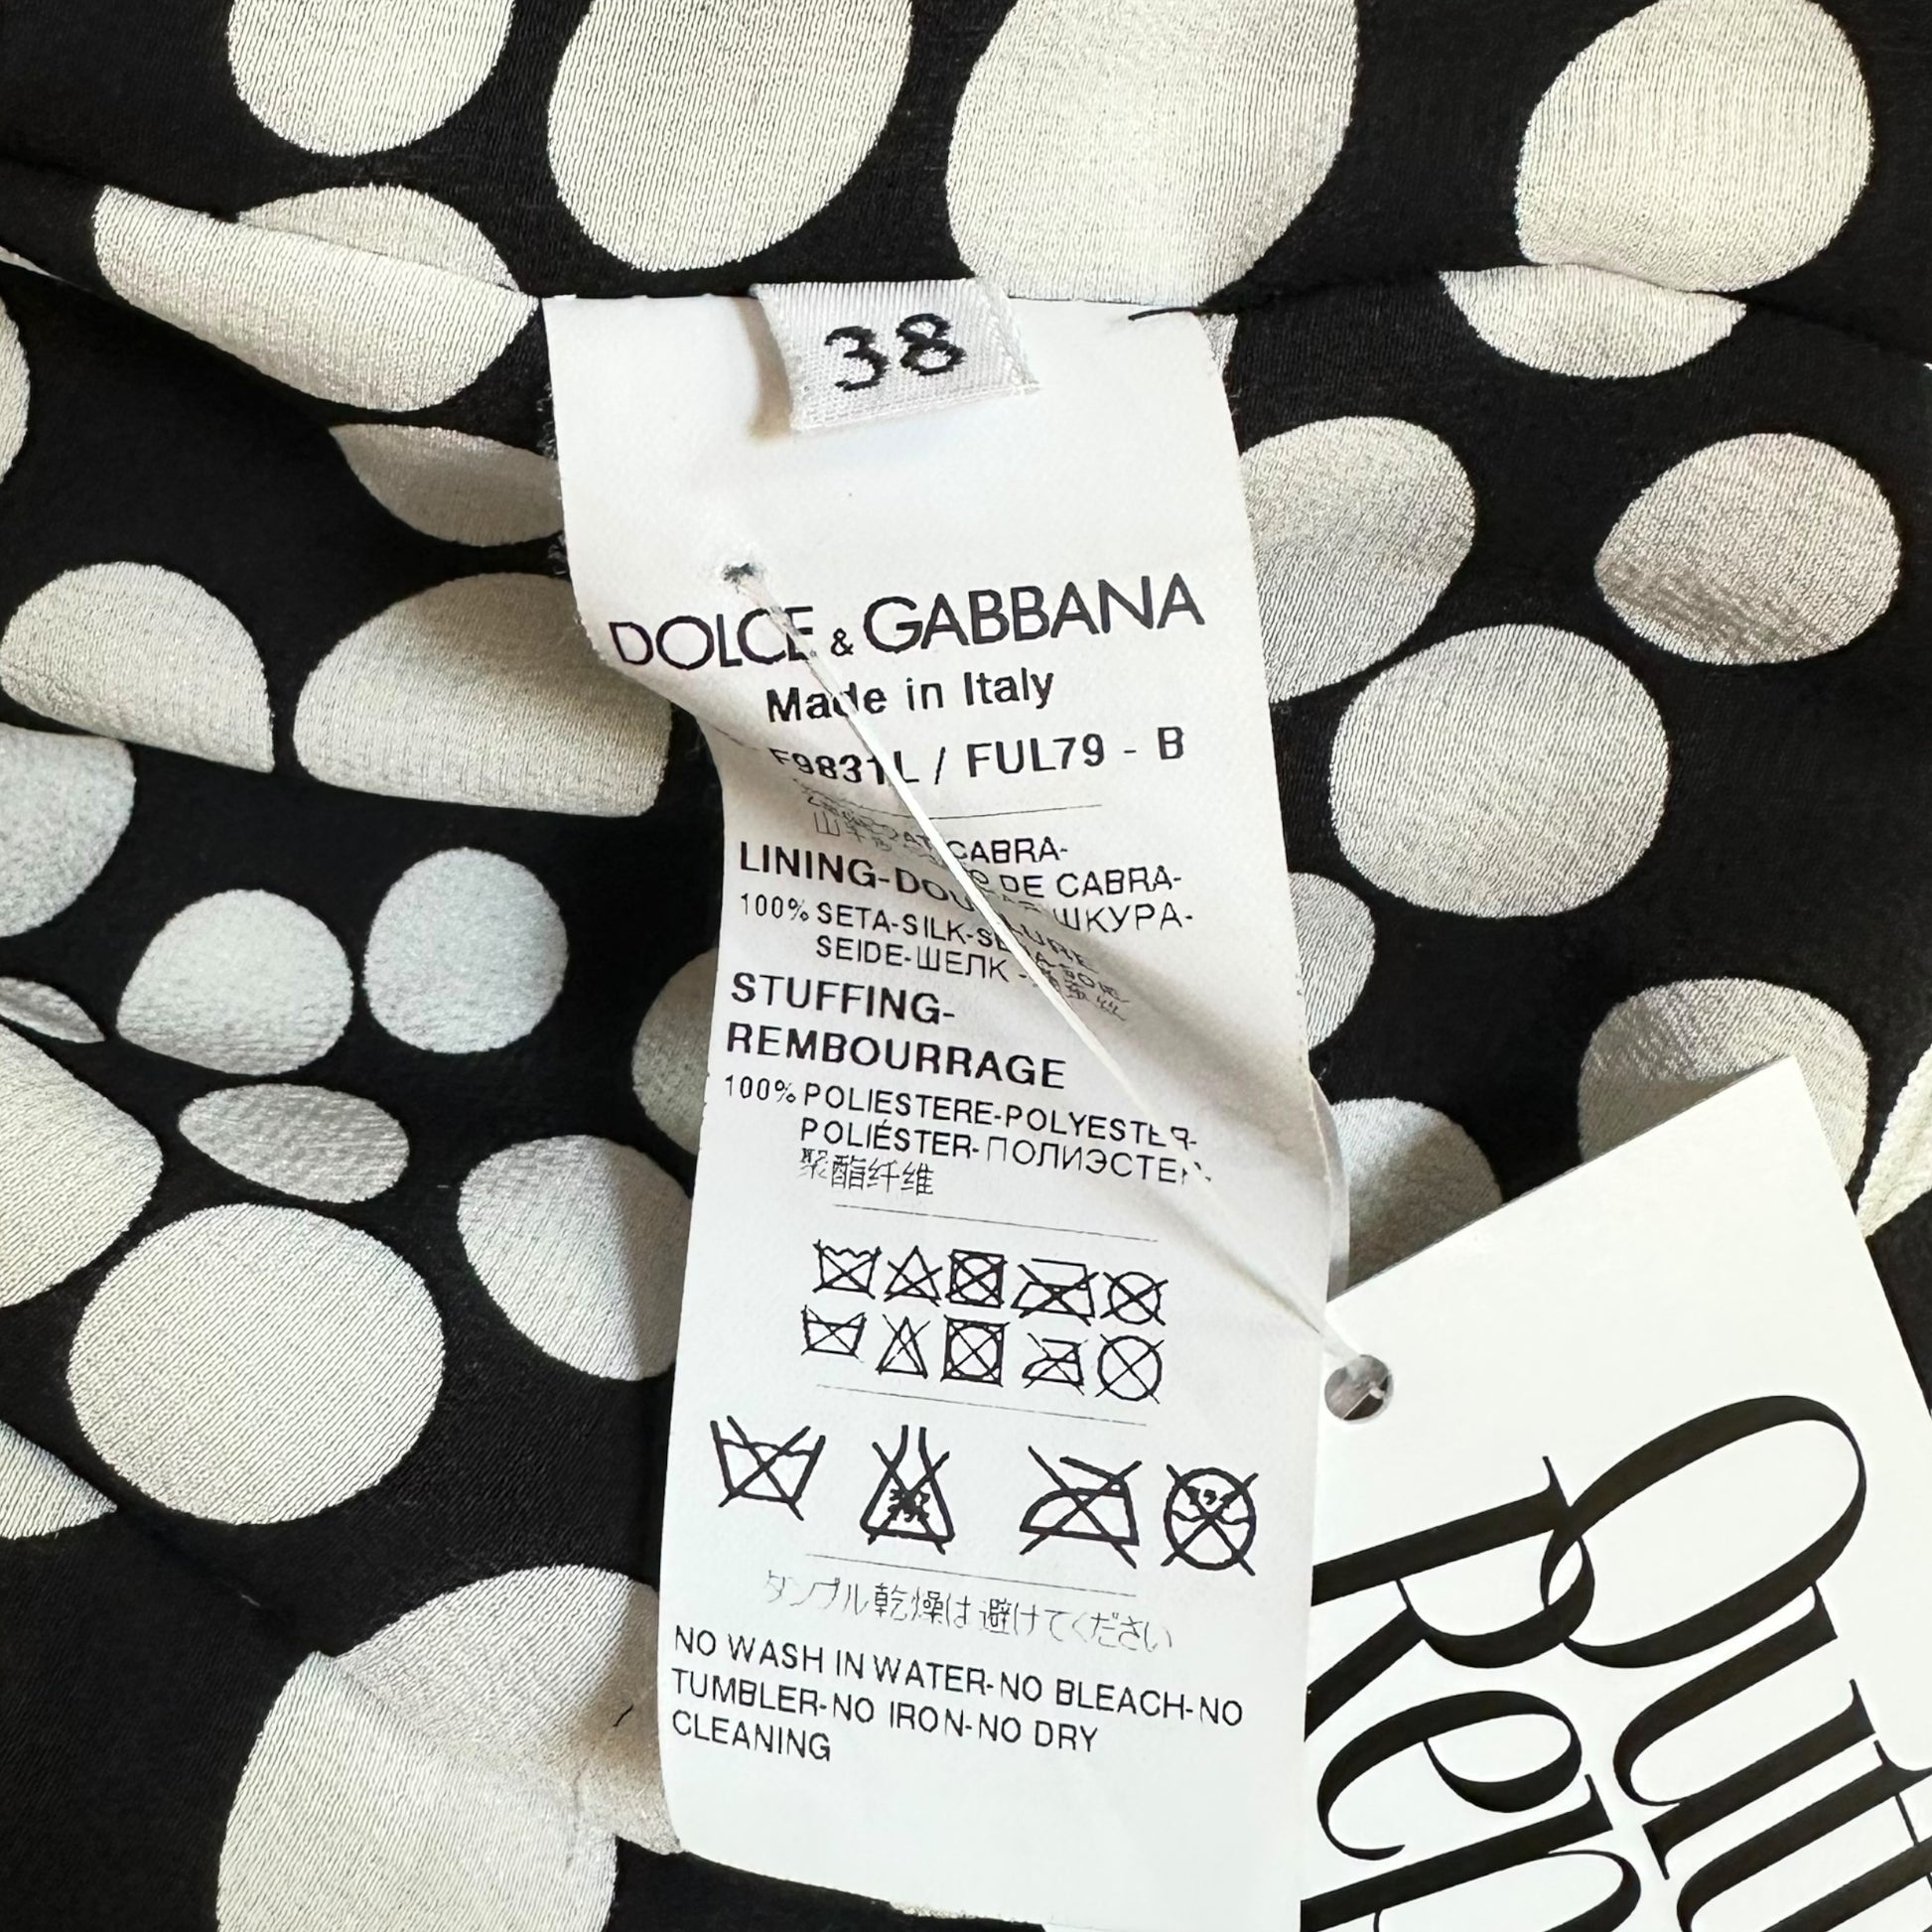 38
DOLCE & GABBANA
Made in Italy
F9831L / FUL79 - B
CABRA-
DE CABRA-
ШКУРА-
LINING-
100% SETA-SILK-
SEIDE-ШЕЛК -
STUFFING-
REMBOURRAGE
100% POLIESTERE-POLYESTER-
POLIÉSTER-ПОЛИЭСТЕР-
聚酯纤维
タンブル乾燥は避けてください
NO WASH IN WATER-NO BLEACH-NO
TUMBLER-NO IRON-NO DRY
CLEANING